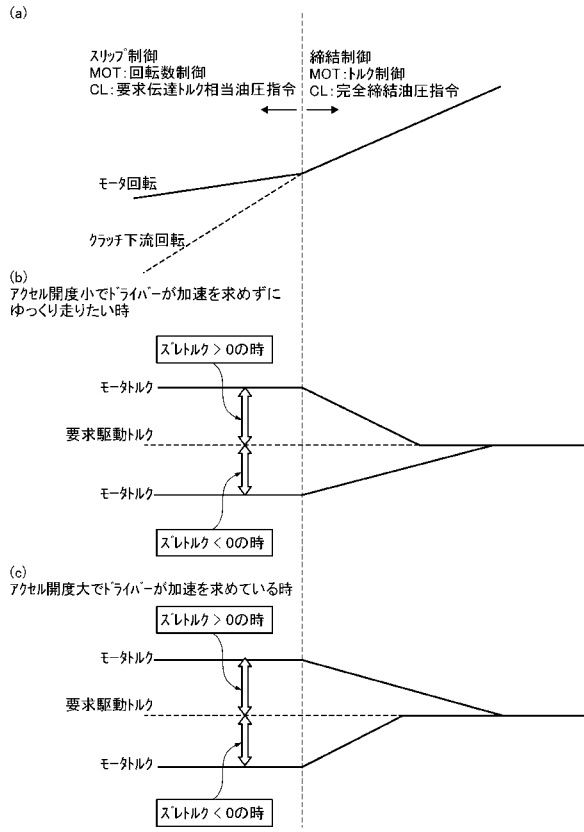 (a)
スリップ制御
MOT:回転数制御
CL:要求伝達トルク相当油圧指令
締結制御
MOT:トルク制御
CL:完全締結油圧指令
モータ回転
クラッチ下流回転
(b)
アクセル開度小でドライバーが加速を求めずに
ゆっくり走りたい時
ズレトルク > 0の時
モータトルク
要求駆動トルク
モータトルク
ズレトルク < 0の時
(c)
アクセル開度大でドライバーが加速を求めている時
ズレトルク > 0の時
モータトルク
要求駆動トルク
モータトルク
ズレトルク < 0の時